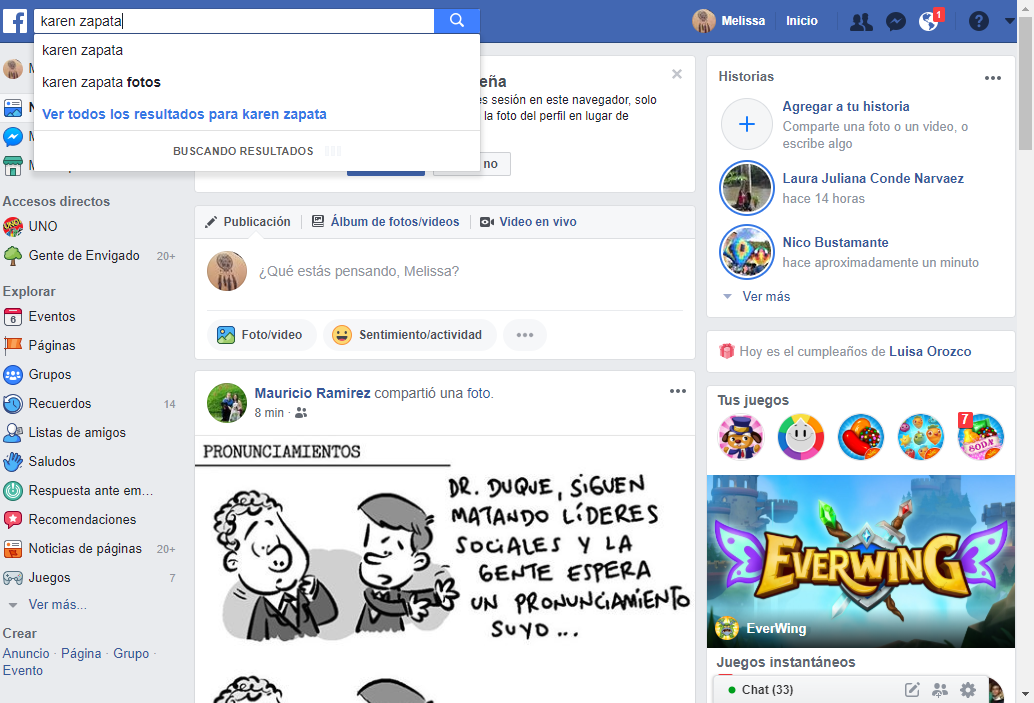 karen zapata
Melissa
Inicio
1
?
karen zapata
karen zapata fotos
Ver todos los resultados para karen zapata
BUSCANDO RESULTADOS
eña
es sesión en este navegador, solo
la foto del perfil en lugar de
no
Accesos directos
UNO
Gente de Envigado 20+
Explorar
6
Eventos
Páginas
Grupos
Recuerdos 14
Listas de amigos
Saludos
Respuesta ante em...
Recomendaciones
Noticias de páginas 20+
Juegos 7
Ver más...
Crear
Anuncio · Página · Grupo ·
Evento
Publicación
Álbum de fotos/videos
Video en vivo
¿Qué estás pensando, Melissa?
Foto/video
Sentimiento/actividad
Mauricio Ramirez compartió una foto.
8 min ·
PRONUNCIAMIENTOS
DR. DUQUE, SIGUEN
MATANDO LÍDERES
SOCIALES Y LA
GENTE ESPERA
UN PRONUNCIAMIENTO
SUYO...
Historias
Agregar a tu historia
Comparte una foto o un video, o
escribe algo
Laura Juliana Conde Narvaez
hace 14 horas
Nico Bustamante
hace aproximadamente un minuto
Ver más
Hoy es el cumpleaños de Luisa Orozco
Tus juegos
7
SODA
EVERWING
EverWing
Juegos instantáneos
Chat (33)